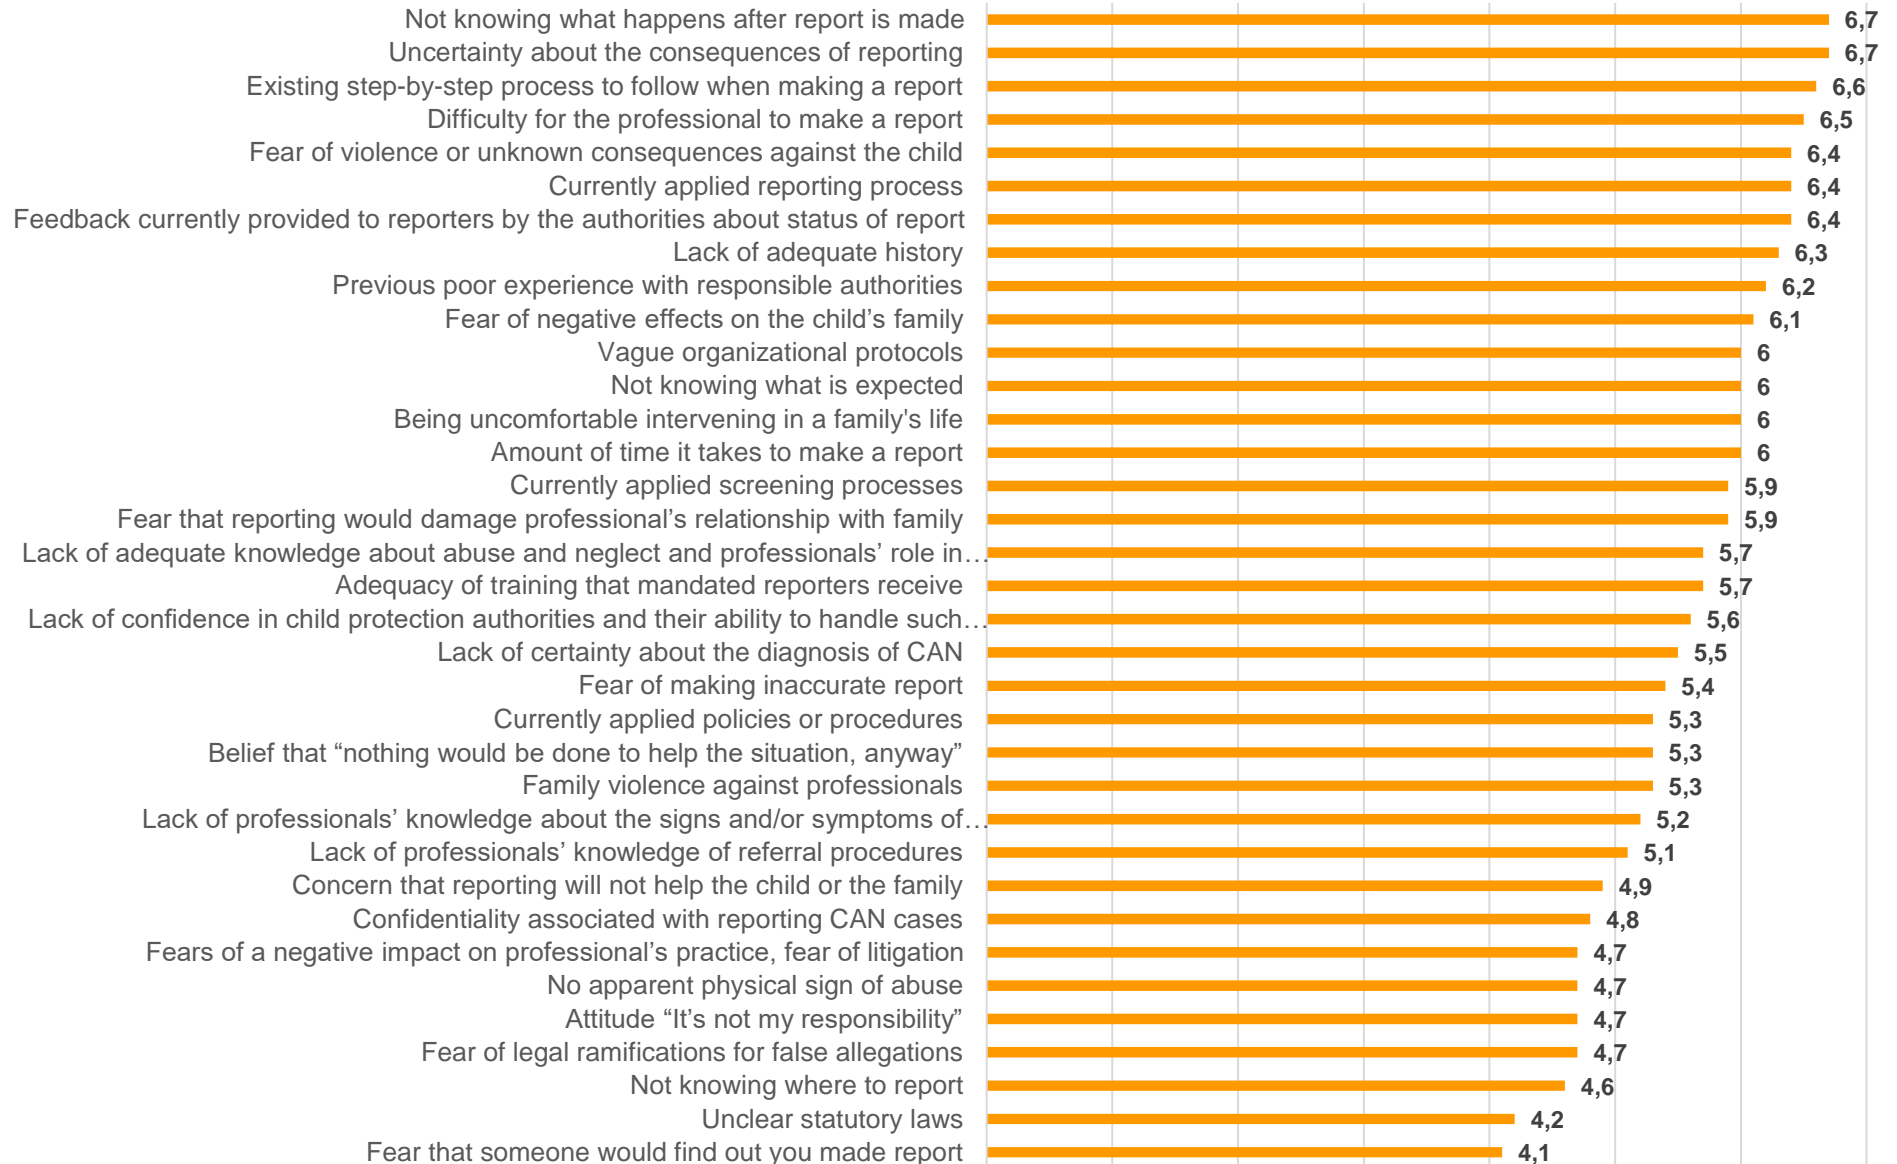 Not knowing what happens after report is made 6,7
Uncertainty about the consequences of reporting 6,7
Existing step-by-step process to follow when making a report 6,6
Difficulty for the professional to make a report 6,5
Fear of violence or unknown consequences against the child 6,4
Currently applied reporting process 6,4
Feedback currently provided to reporters by the authorities about status of report 6,4
Lack of adequate history 6,3
Previous poor experience with responsible authorities 6,2
Fear of negative effects on the child’s family 6,1
Vague organizational protocols 6
Not knowing what is expected 6
Being uncomfortable intervening in a family's life 6
Amount of time it takes to make a report 6
Currently applied screening processes 5,9
Fear that reporting would damage professional’s relationship with family 5,9
Lack of adequate knowledge about abuse and neglect and professionals’ role in… 5,7
Adequacy of training that mandated reporters receive 5,7
Lack of confidence in child protection authorities and their ability to handle such… 5,6
Lack of certainty about the diagnosis of CAN 5,5
Fear of making inaccurate report 5,4
Currently applied policies or procedures 5,3
Belief that “nothing would be done to help the situation, anyway” 5,3
Family violence against professionals 5,3
Lack of professionals’ knowledge about the signs and/or symptoms of… 5,2
Lack of professionals’ knowledge of referral procedures 5,1
Concern that reporting will not help the child or the family 4,9
Confidentiality associated with reporting CAN cases 4,8
Fears of a negative impact on professional’s practice, fear of litigation 4,7
No apparent physical sign of abuse 4,7
Attitude “It’s not my responsibility” 4,7
Fear of legal ramifications for false allegations 4,7
Not knowing where to report 4,6
Unclear statutory laws 4,2
Fear that someone would find out you made report 4,1